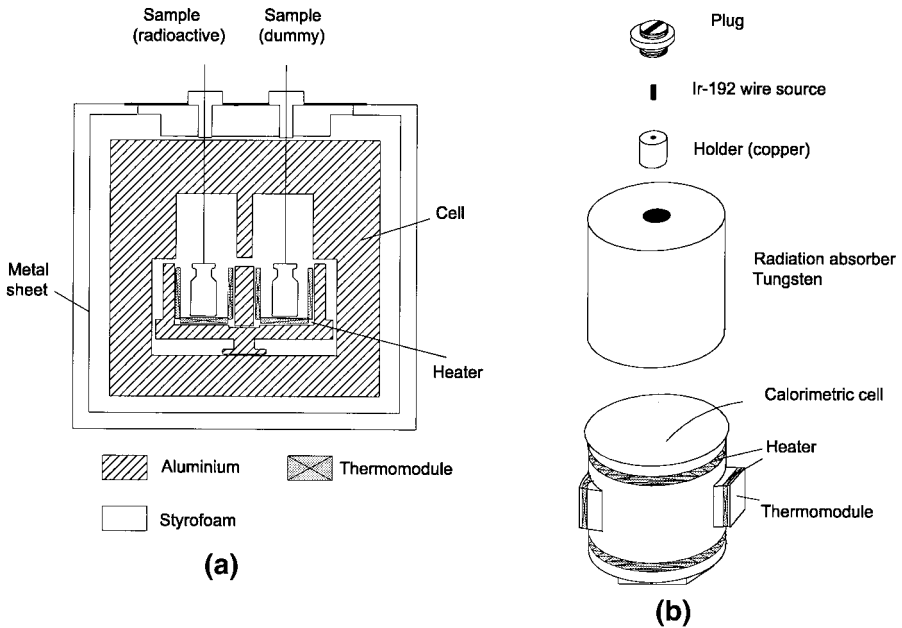 Sample
(radioactive)
Sample
(dummy)
Cell
Metal
sheet
Heater
Aluminium
Thermomodule
Styrofoam
(a)
Plug
Ir-192 wire source
Holder (copper)
Radiation absorber
Tungsten
Calorimetric cell
Heater
Thermomodule
(b)